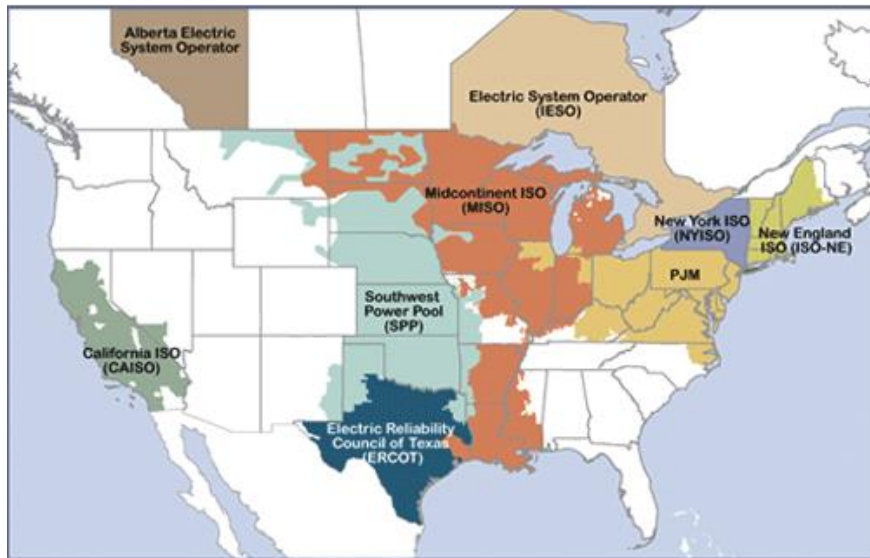 Alberta Electric
System Operator
Electric System Operator
(IESO)
Midcontinent ISO
(MISO)
New York ISO
(NYISO)
New England
ISO (ISO-NE)
PJM
Southwest
Power Pool
(SPP)
California ISO
(CAISO)
Electric Reliability
Council of Texas
(ERCOT)